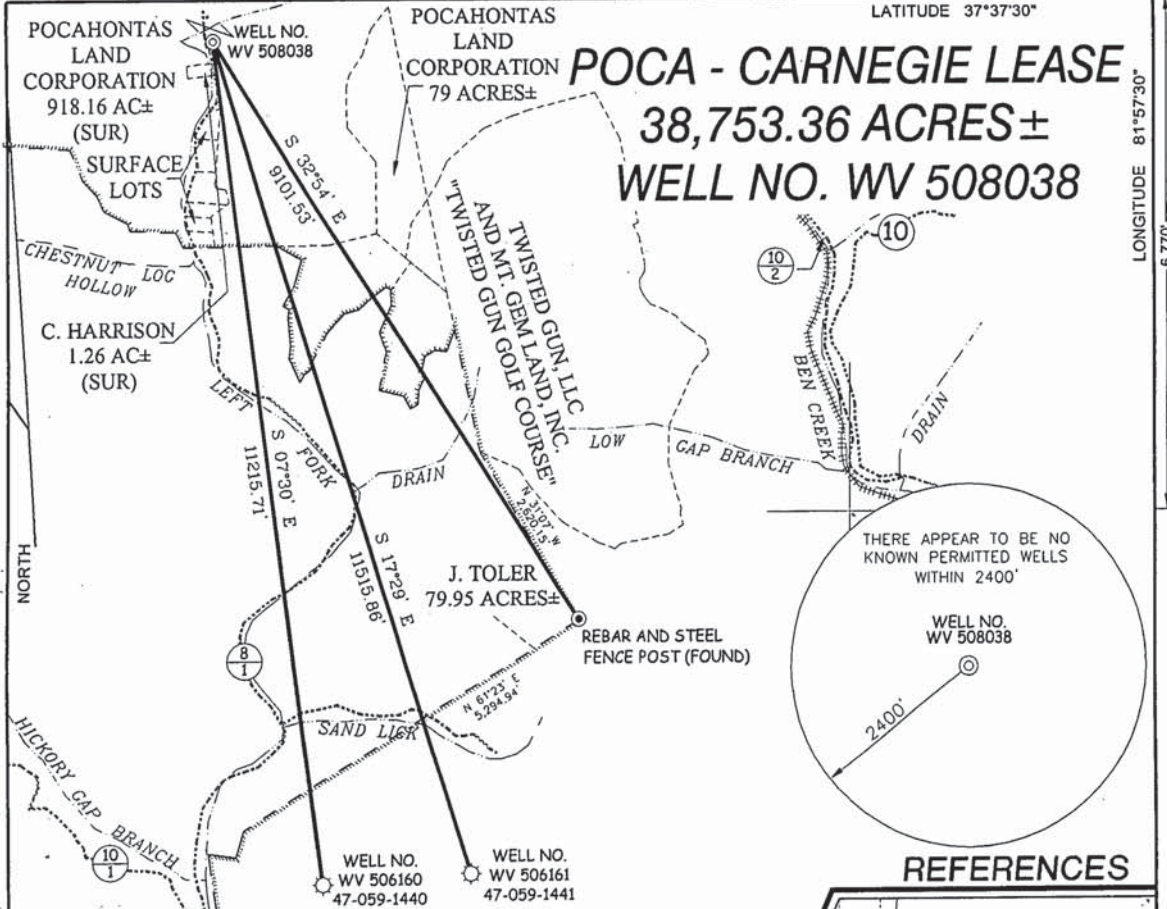 LATITUDE 37°37'30"
POCAHONTAS
LAND
CORPORATION
918.16 AC±
(SUR)
WELL NO.
WV 508038
POCAHONTAS
LAND
CORPORATION
79 ACRES±
POCA - CARNEGIE LEASE
38,753.36 ACRES±
WELL NO. WV 508038
LONGITUDE 81°57'30"
6,770'
SURFACE
LOTS
S 32°54' E
9101.53'
CHESTNUT LOG
HOLLOW
C. HARRISON
1.26 AC±
(SUR)
TWISTED GUN, LLC
AND MT. GEM LAND, INC.
"TWISTED GUN GOLF COURSE"
10
2
10
BEN CREEK
DRAIN
LEFT FORK
S 07°30' E
11215.71'
DRAIN
LOW GAP BRANCH
N 31°07' W
2,620.15'
S 17°29' E
11515.86'
NORTH
J. TOLER
79.95 ACRES±
REBAR AND STEEL
FENCE POST (FOUND)
THERE APPEAR TO BE NO
KNOWN PERMITTED WELLS
WITHIN 2400'
WELL NO.
WV 508038
2400'
8
1
N 61°23' E
5,294.94'
SAND LICK
HICKORY GAP BRANCH
10
1
WELL NO.
WV 506160
47-059-1440
WELL NO.
WV 506161
47-059-1441
REFERENCES